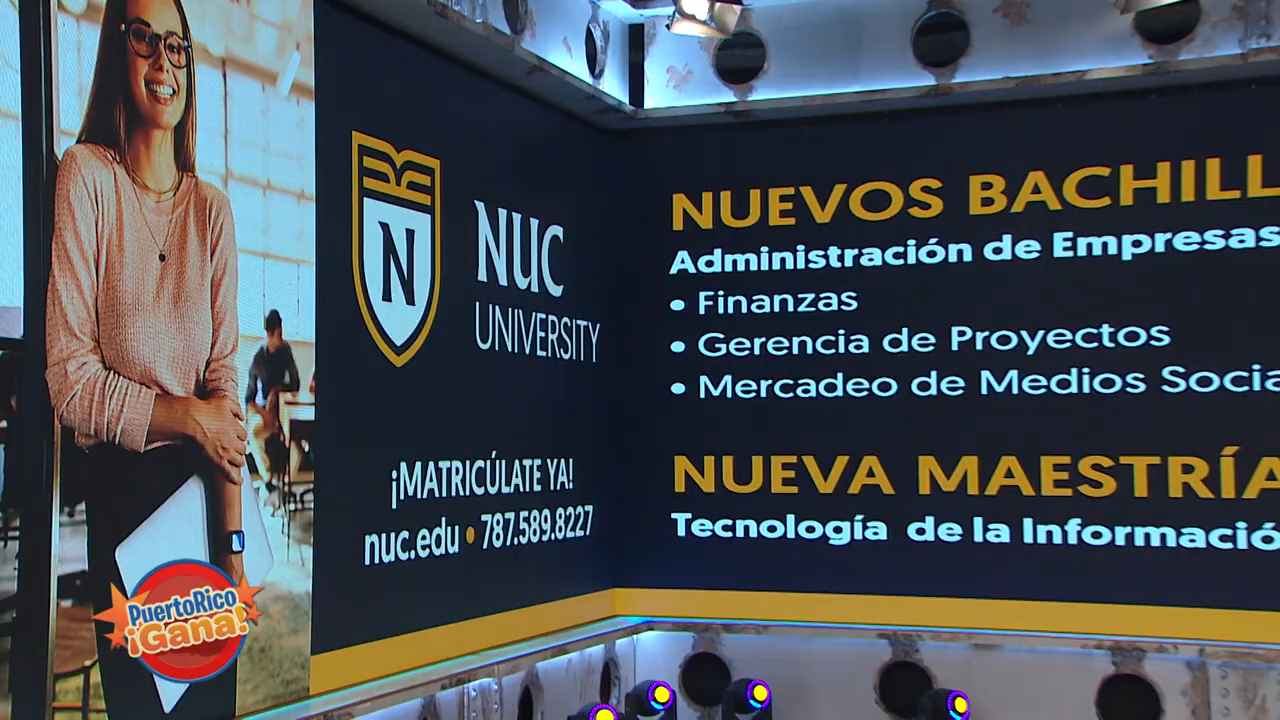 N
NUC
UNIVERSITY
¡MATRICÚLATE YA!
nuc.edu • 787.589.8227
NUEVOS BACHILL
Administración de Empresas
• Finanzas
• Gerencia de Proyectos
• Mercadeo de Medios Socia
NUEVA MAESTRÍA
Tecnología de la Informació
PuertoRico
¡Gana!